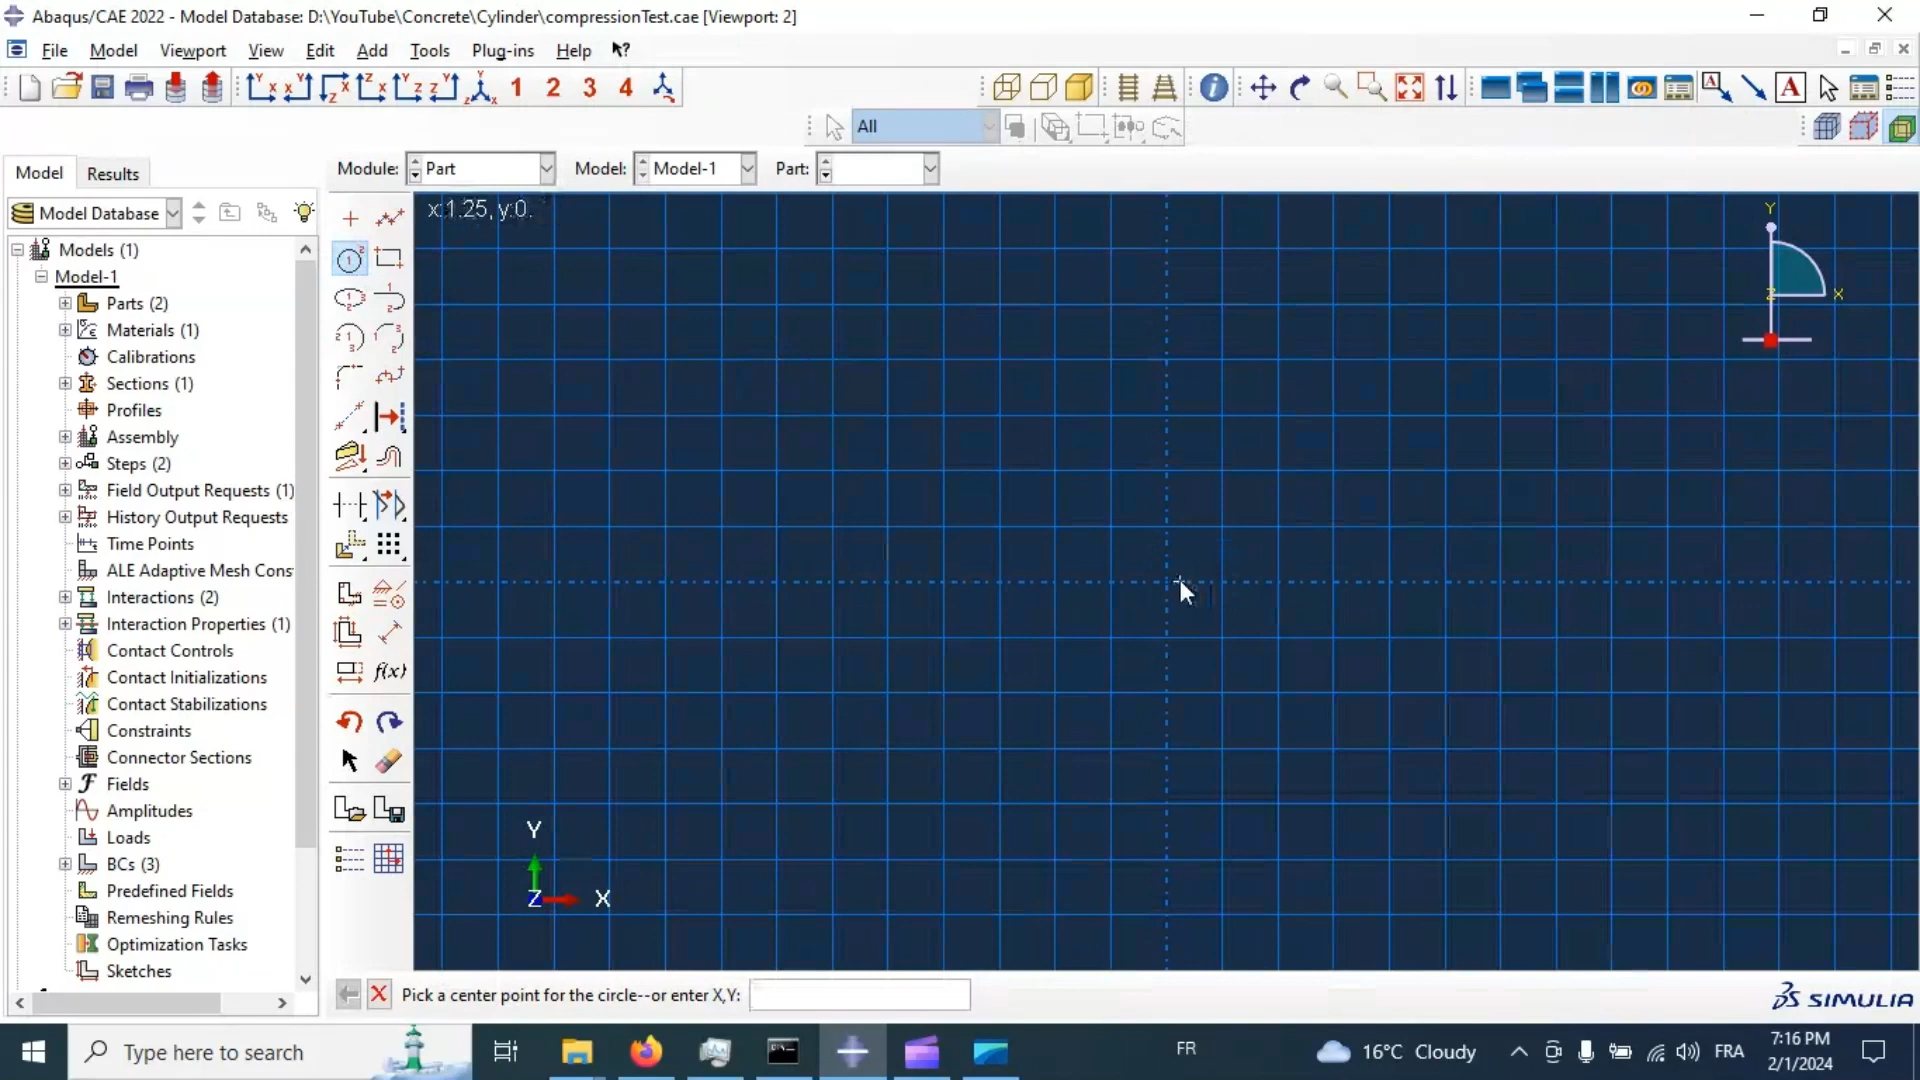 Abaqus/CAE 2022 - Model Database: D:\YouTube\Concrete\Cylinder\compressionTest.cae [Viewport: 2]
File Model Viewport View Edit Add Tools Plug-ins Help
1 2 3 4
All
Model Results
Module: Part Model: Model-1 Part:
Model Database
x:1.25, y:0.
Models (1)
Model-1
Parts (2)
Materials (1)
Calibrations
Sections (1)
Profiles
Assembly
Steps (2)
Field Output Requests (1)
History Output Requests
Time Points
ALE Adaptive Mesh Cons
Interactions (2)
Interaction Properties (1)
Contact Controls
Contact Initializations
Contact Stabilizations
Constraints
Connector Sections
Fields
Amplitudes
Loads
BCs (3)
Predefined Fields
Remeshing Rules
Optimization Tasks
Sketches
f(x)
Y
Z X
Y
Z X
Pick a center point for the circle--or enter X,Y:
SIMULIA
Type here to search
FR
16°C Cloudy
FRA
7:16 PM
2/1/2024